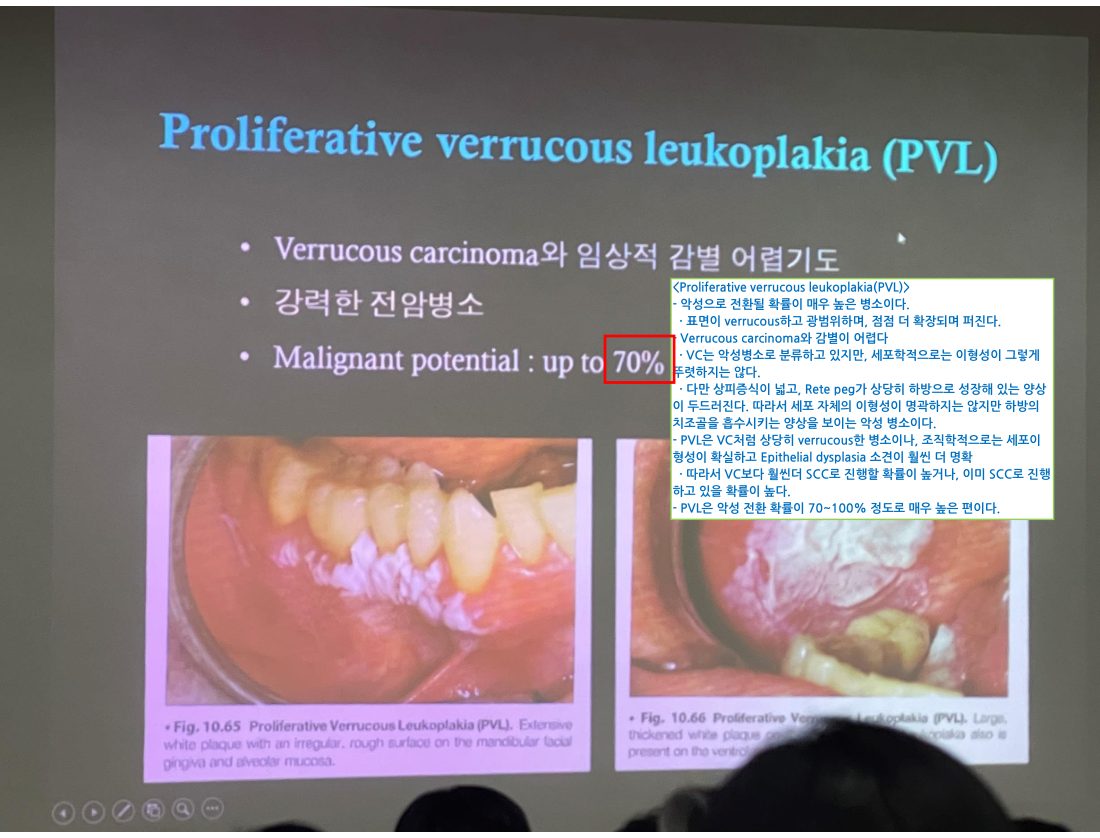 Proliferative verrucous leukoplakia (PVL)
• Verrucous carcinoma와 임상적 감별 어렵기도
• 강력한 전암병소
• Malignant potential : up to 70%
<Proliferative verrucous leukoplakia(PVL)>
- 악성으로 전환될 확률이 매우 높은 병소이다.
· 표면이 verrucous하고 광범위하며, 점점 더 확장되며 퍼진다.
Verrucous carcinoma와 감별이 어렵다
· VC는 악성병소로 분류하고 있지만, 세포학적으로는 이형성이 그렇게
뚜렷하지는 않다.
· 다만 상피증식이 넓고, Rete peg가 상당히 하방으로 성장해 있는 양상
이 두드러진다. 따라서 세포 자체의 이형성이 명곽하지는 않지만 하방의
치조골을 흡수시키는 양상을 보이는 악성 병소이다.
- PVL은 VC처럼 상당히 verrucous한 병소이나, 조직학적으로는 세포이
형성이 확실하고 Epithelial dysplasia 소견이 훨씬 더 명확
· 따라서 VC보다 훨씬더 SCC로 진행할 확률이 높거나, 이미 SCC로 진행
하고 있을 확률이 높다.
- PVL은 악성 전환 확률이 70~100% 정도로 매우 높은 편이다.
• Fig. 10.65 Proliferative Verrucous Leukoplakia (PVL). Extensive
white plaque with an irregular, rough surface on the mandibular facial
gingiva and alveolar mucosa.
• Fig. 10.66 Proliferative Leukoplakia (PVL). Large,
thickened white plaque also is
present on the